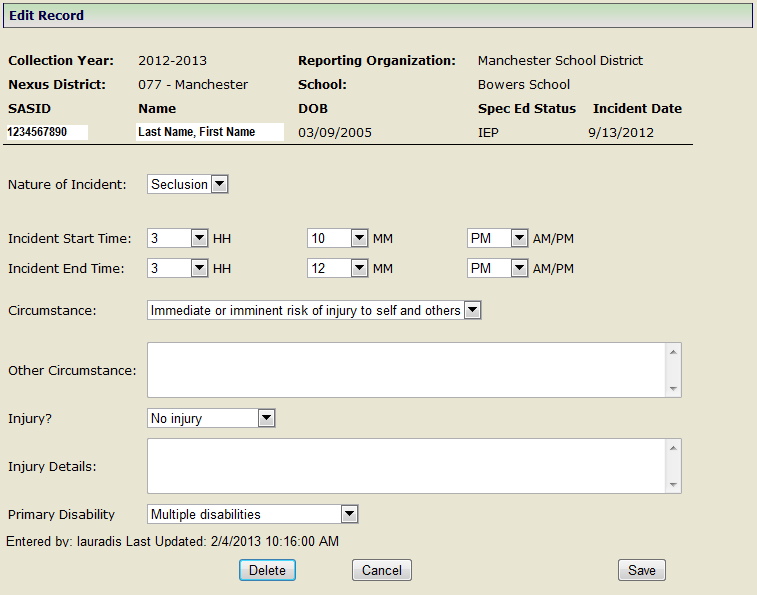 Edit Record
Collection Year: 2012-2013 Reporting Organization: Manchester School District
Nexus District: 077 - Manchester School: Bowers School
SASID Name DOB Spec Ed Status Incident Date
1234567890 Last Name, First Name 03/09/2005 IEP 9/13/2012
Nature of Incident: Seclusion
Incident Start Time: 3 HH 10 MM PM AM/PM
Incident End Time: 3 HH 12 MM PM AM/PM
Circumstance: Immediate or imminent risk of injury to self and others
Other Circumstance:
Injury? No injury
Injury Details:
Primary Disability Multiple disabilities
Entered by: lauradis Last Updated: 2/4/2013 10:16:00 AM
Delete Cancel Save